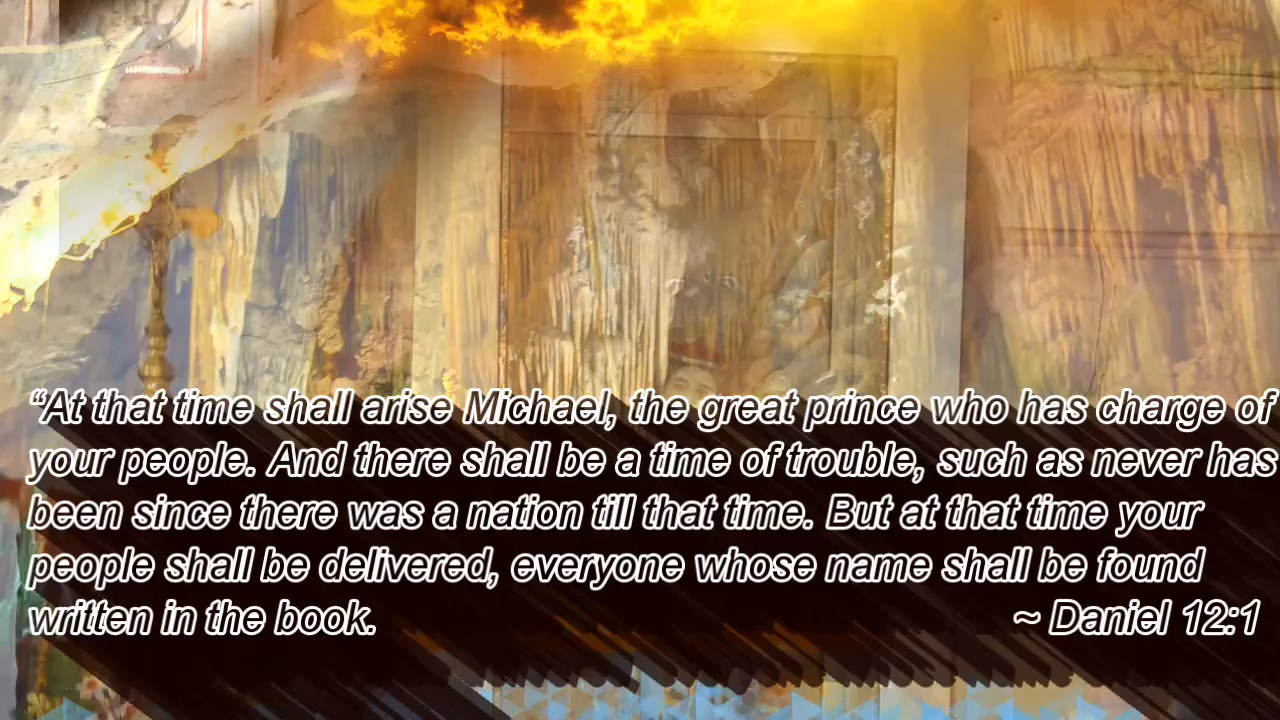 “At that time shall arise Michael, the great prince who has charge of
your people. And there shall be a time of trouble, such as never has
been since there was a nation till that time. But at that time your
people shall be delivered, everyone whose name shall be found
written in the book. ~ Daniel 12:1